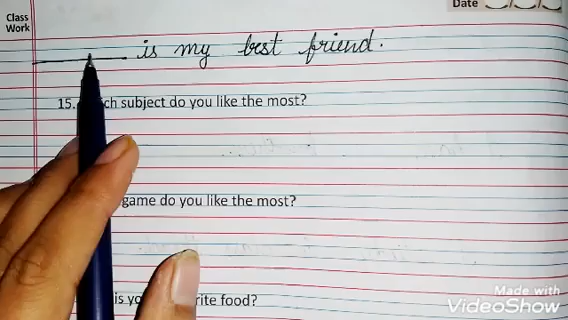 Date
Class
Work
______ is my best friend.
15. ch subject do you like the most?
game do you like the most?
is yo rite food?
Made with
VideoShow